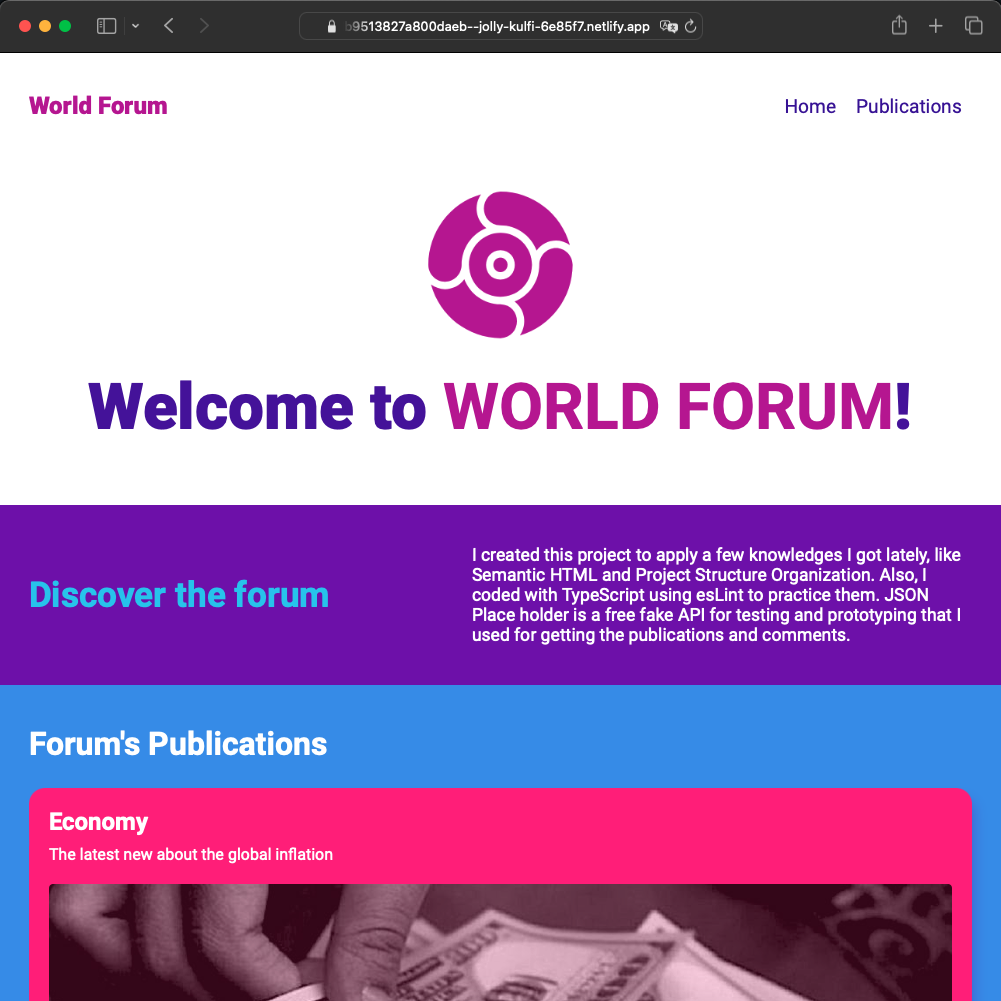 b9513827a800daeb--jolly-kulfi-6e85f7.netlify.app
World Forum
Home Publications
Welcome to WORLD FORUM!
Discover the forum
I created this project to apply a few knowledges I got lately, like
Semantic HTML and Project Structure Organization. Also, I
coded with TypeScript using esLint to practice them. JSON
Place holder is a free fake API for testing and prototyping that I
used for getting the publications and comments.
Forum's Publications
Economy
The latest new about the global inflation